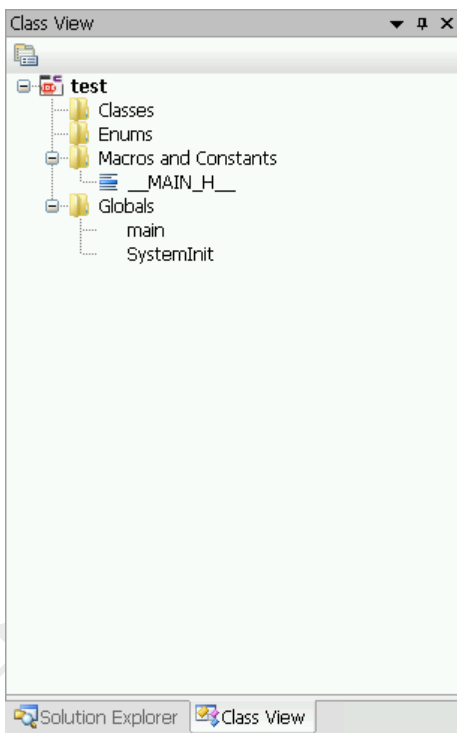 Class View
test
Classes
Enums
Macros and Constants
__MAIN_H__
Globals
main
SystemInit
Solution Explorer Class View